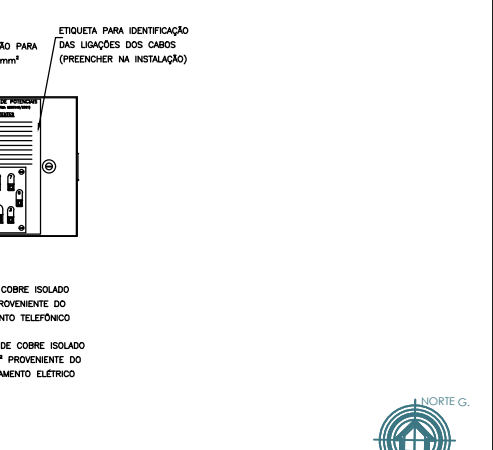 ETIQUETA PARA IDENTIFICAÇÃO
DAS LIGAÇÕES DOS CABOS
(PREENCHER NA INSTALAÇÃO)
ÃO PARA
mm²
DE POTENCIAIS
COBRE ISOLADO
ROVENIENTE DO
NTO TELEFÔNICO
DE COBRE ISOLADO
² PROVENIENTE DO
AMENTO ELÉTRICO
NORTE G.